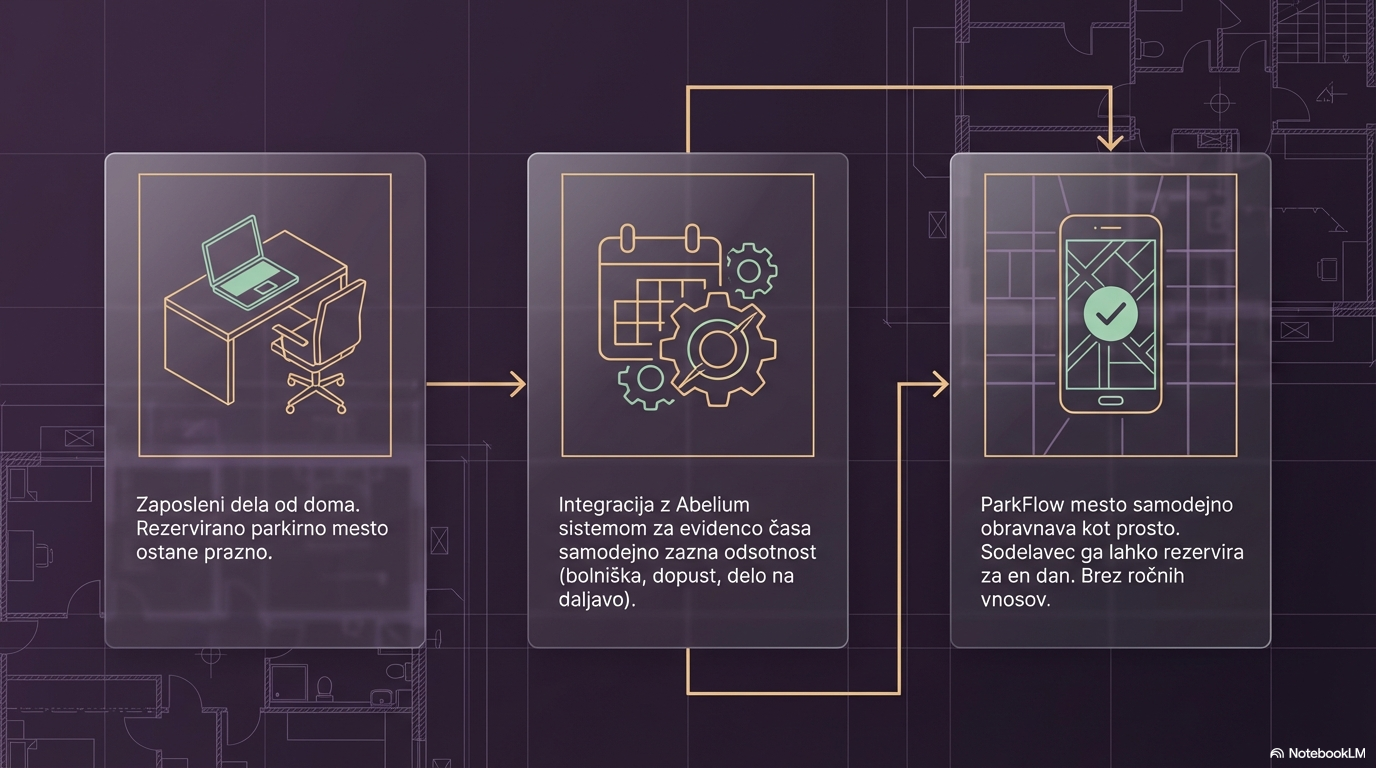 Zaposleni dela od doma.
Rezervirano parkirno mesto
ostane prazno.
Integracija z Abelium
sistemom za evidenco časa
samodejno zazna odsotnost
(bolniška, dopust, delo na
daljavo).
ParkFlow mesto samodejno
obravnava kot prosto.
Sodelavec ga lahko rezervira
za en dan. Brez ročnih
vnosov.
NotebookLM